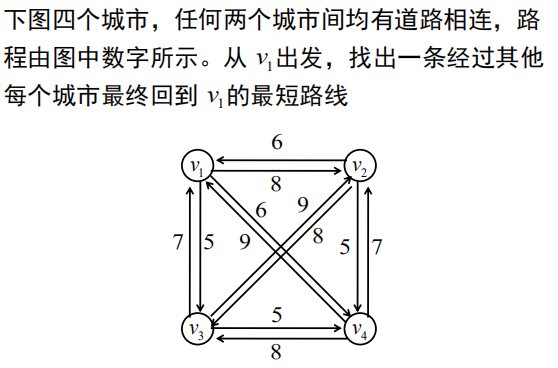 下图四个城市，任何两个城市间均有道路相连，路
程由图中数字所示。从 v₁出发，找出一条经过其他
每个城市最终回到 v₁的最短路线
6
v₁
v₂
8
6
9
7
5
9
8
5
7
5
v₃
v₄
8